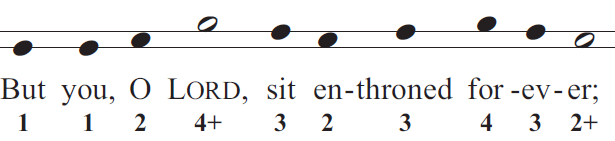 But you, O LORD, sit en-throned for-ev-er;
1 1 2 4+ 3 2 3 4 3 2+